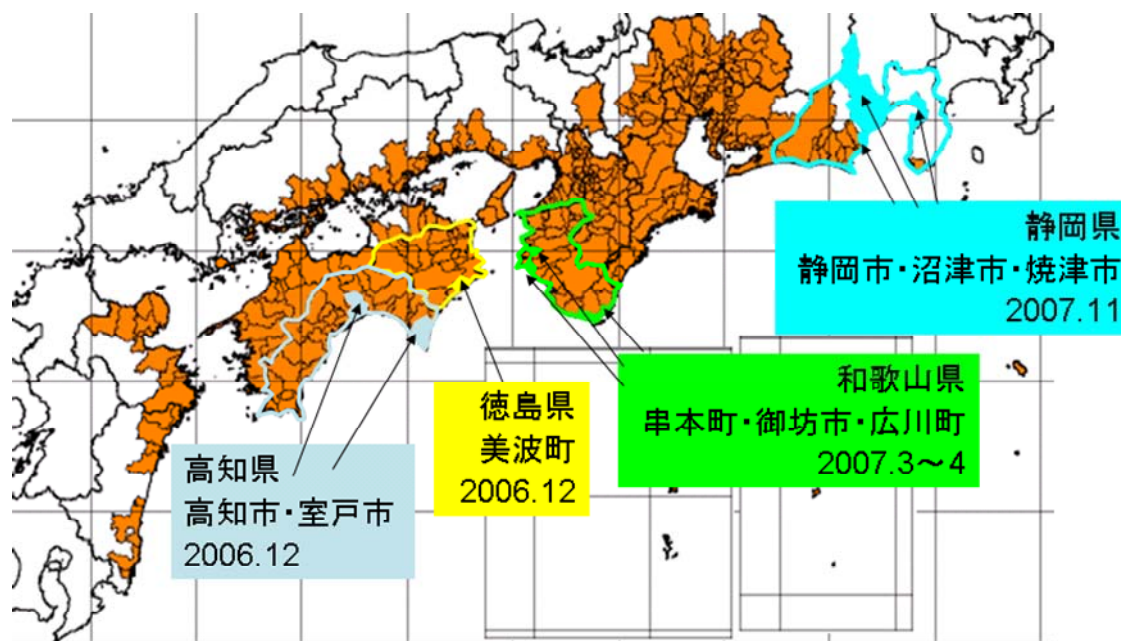 静岡県
静岡市・沼津市・焼津市
2007.11
和歌山県
串本町・御坊市・広川町
2007.3～4
徳島県
美波町
2006.12
高知県
高知市・室戸市
2006.12